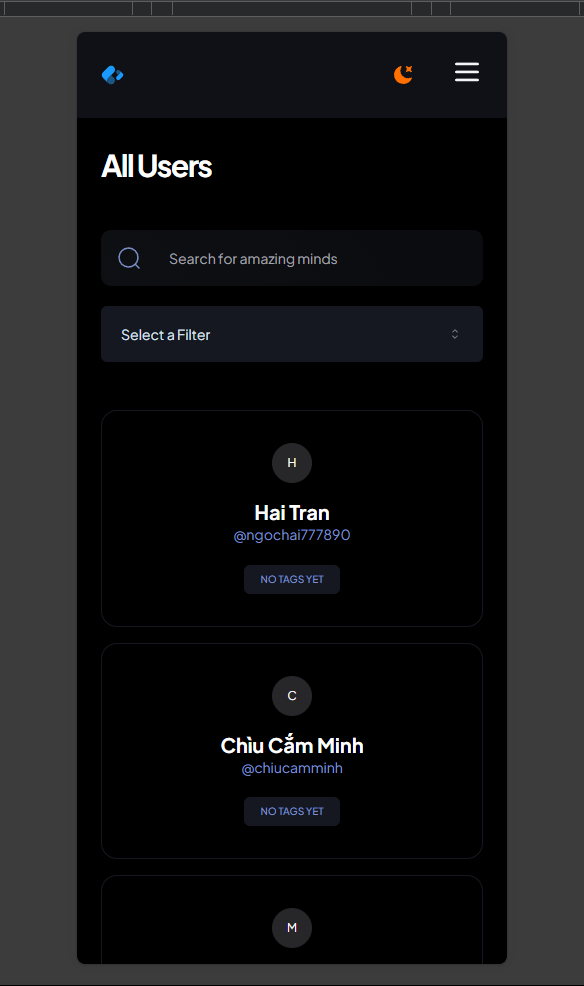 All Users
Search for amazing minds
Select a Filter
H
Hai Tran
@ngochai777890
NO TAGS YET
C
Chìu Cắm Minh
@chiucamminh
NO TAGS YET
M